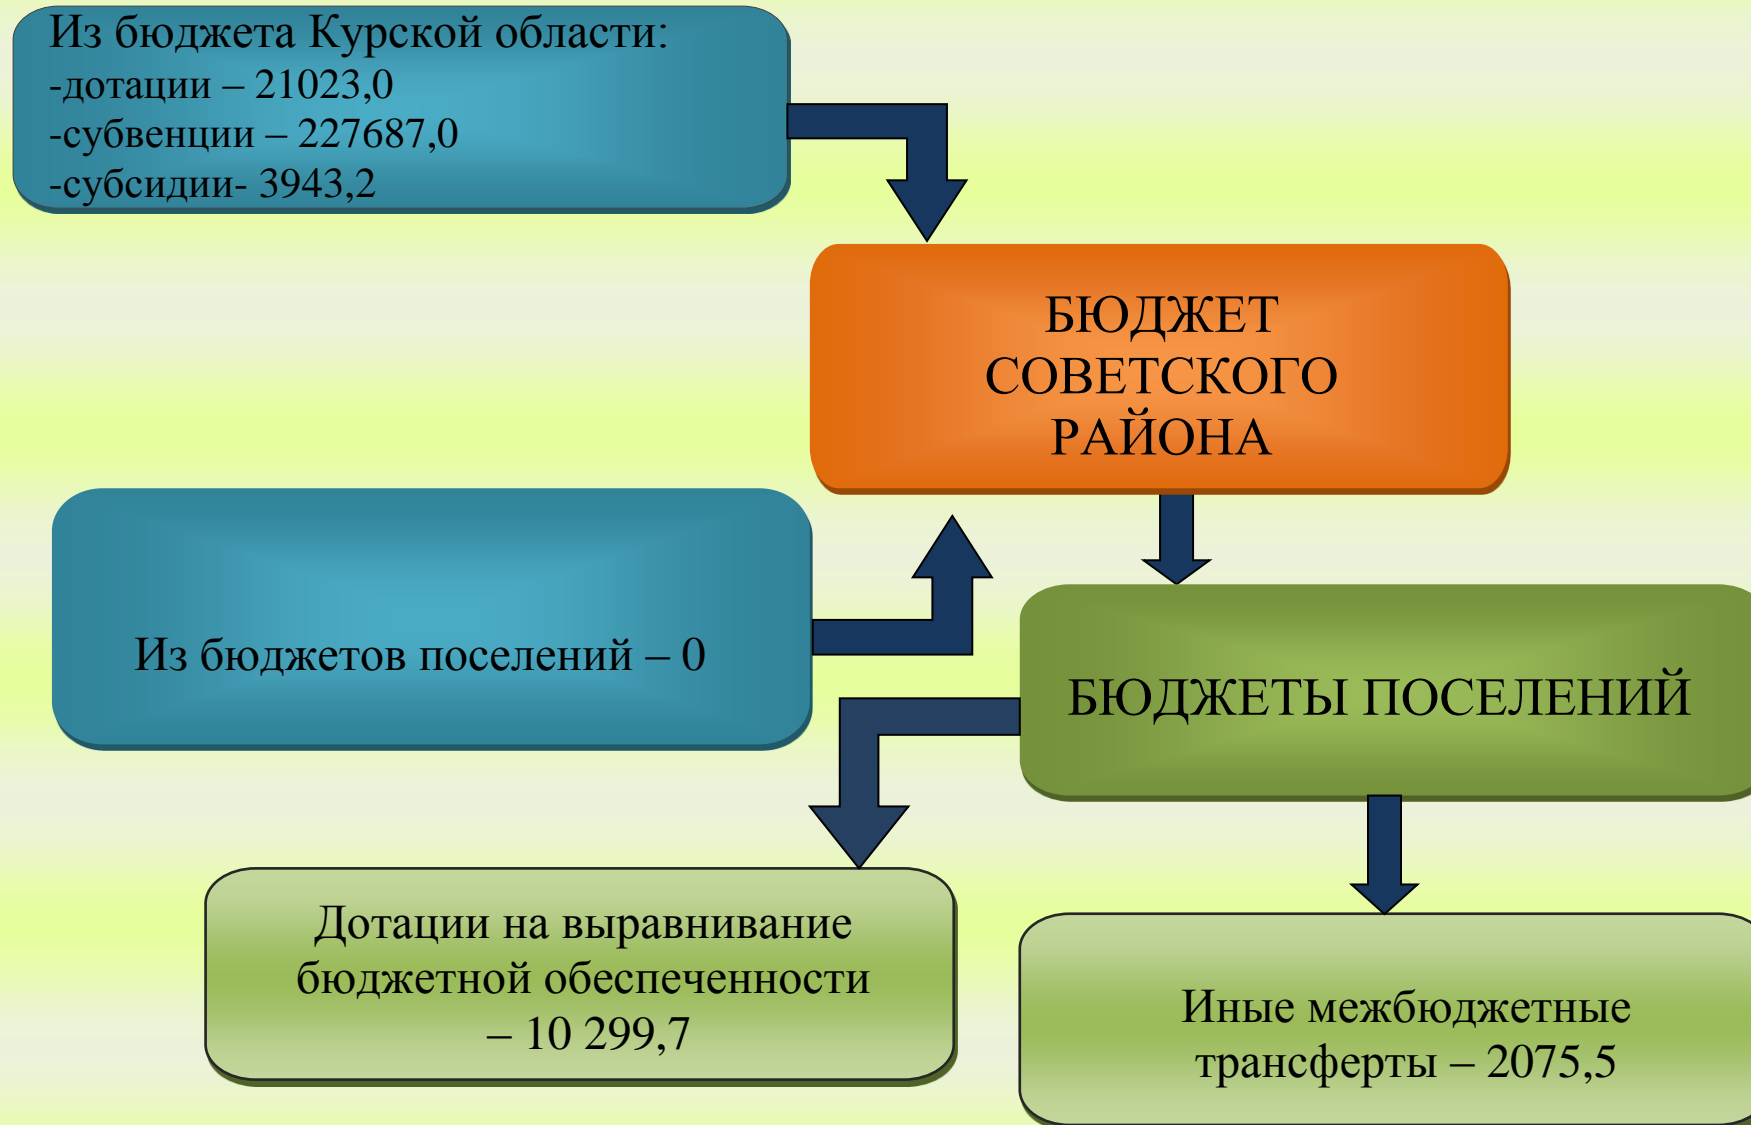 Из бюджета Курской области:
-дотации – 21023,0
-субвенции – 227687,0
-субсидии- 3943,2
БЮДЖЕТ
СОВЕТСКОГО
РАЙОНА
Из бюджетов поселений – 0
БЮДЖЕТЫ ПОСЕЛЕНИЙ
Дотации на выравнивание
бюджетной обеспеченности
– 10 299,7
Иные межбюджетные
трансферты – 2075,5